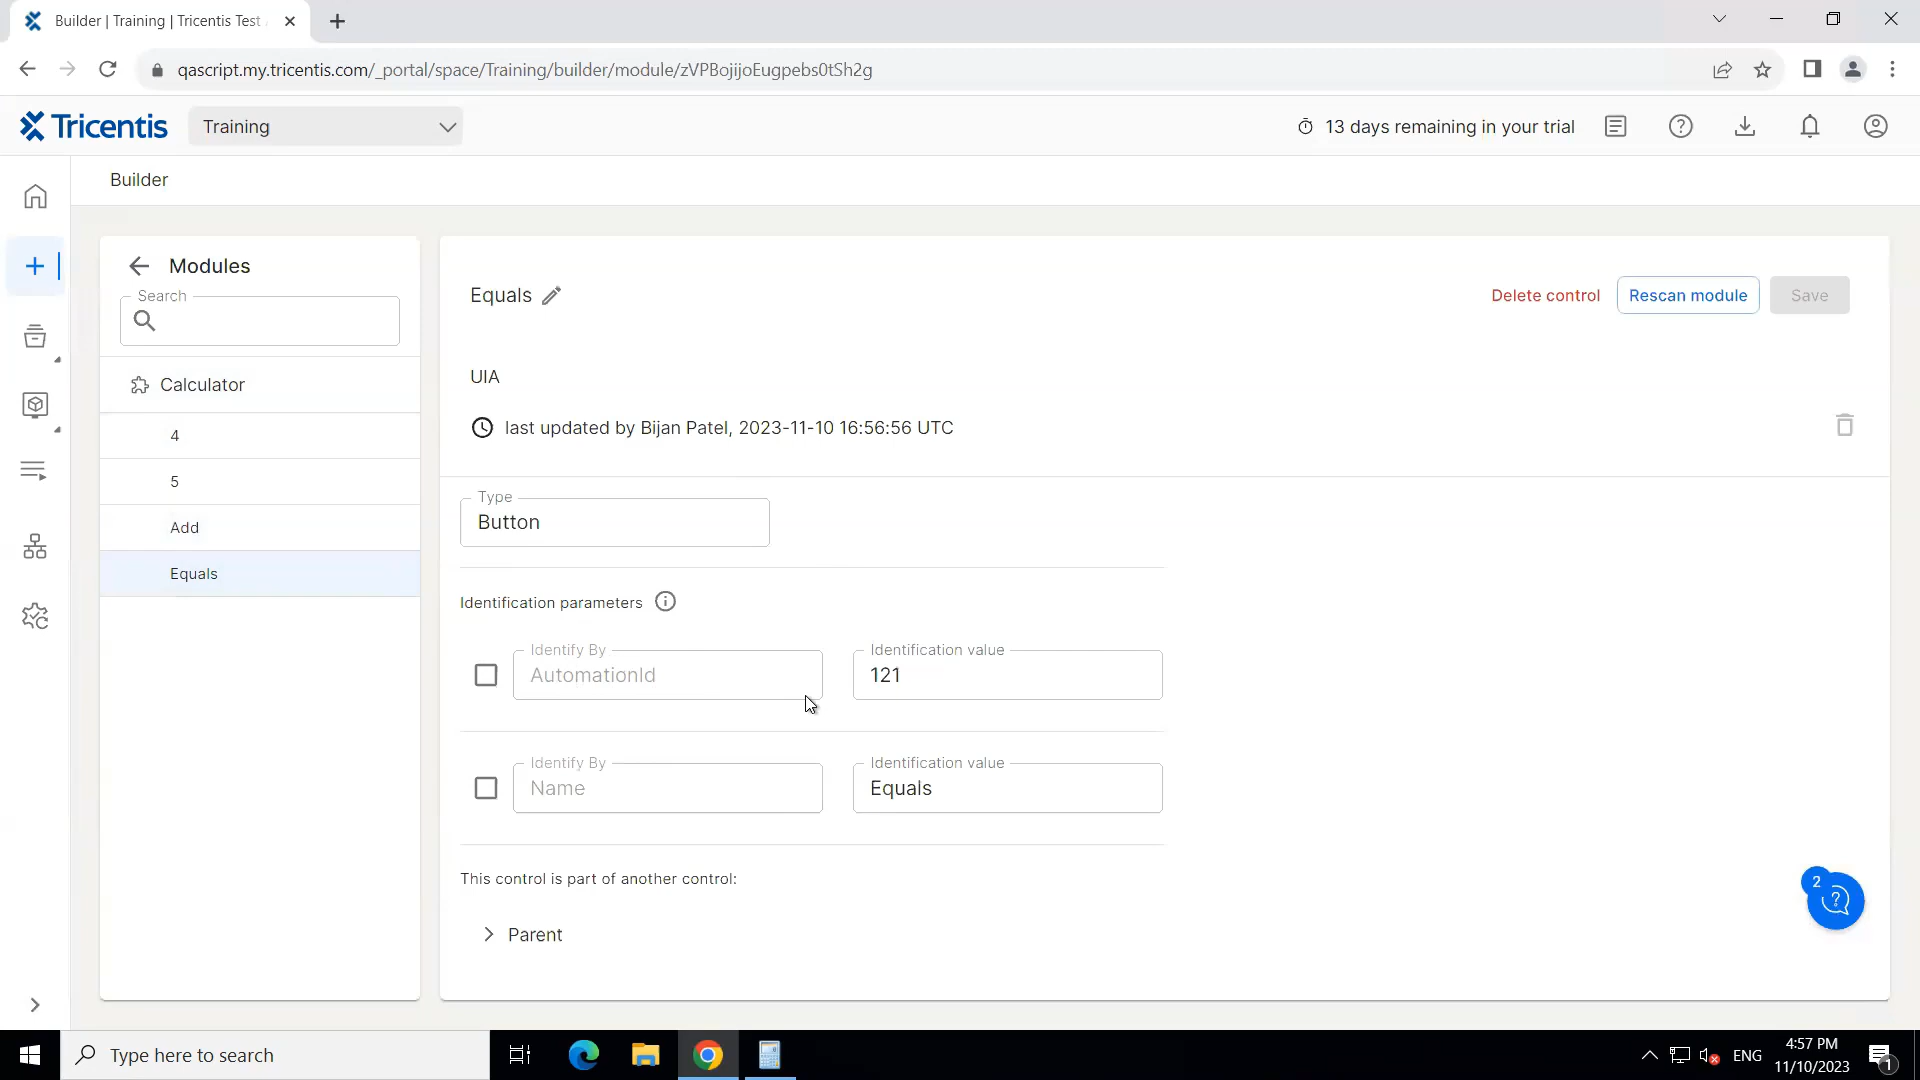 Builder | Training | Tricentis Test
qascript.my.tricentis.com/_portal/space/Training/builder/module/zVPBojijoEugpebs0tSh2g
Tricentis
Training
13 days remaining in your trial
Builder
Modules
Search
Calculator
4
5
Add
Equals
Equals
Delete control
Rescan module
Save
UIA
last updated by Bijan Patel, 2023-11-10 16:56:56 UTC
Type
Button
Identification parameters
Identify By
AutomationId
Identification value
121
Identify By
Name
Identification value
Equals
This control is part of another control:
Parent
2
Type here to search
ENG
4:57 PM
11/10/2023
1